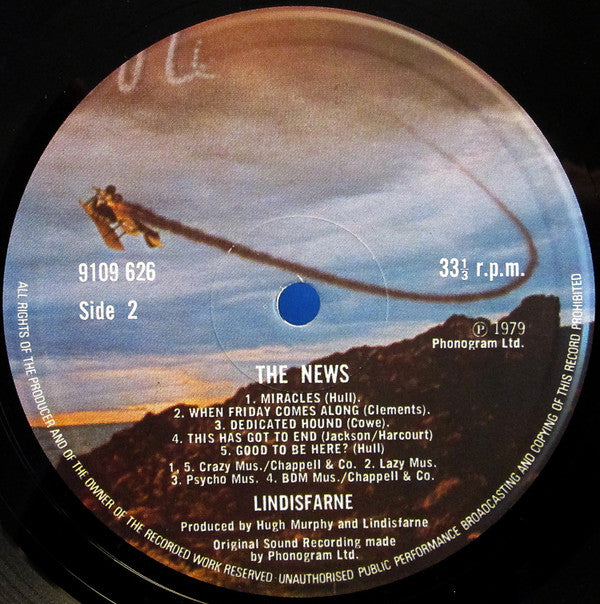 9109 626
Side 2
33⅓ r.p.m.
Ⓟ 1979
Phonogram Ltd.
THE NEWS
1. MIRACLES (Hull).
2. WHEN FRIDAY COMES ALONG (Clements).
3. DEDICATED HOUND (Cowe).
4. THIS HAS GOT TO END (Jackson/Harcourt)
5. GOOD TO BE HERE? (Hull)
1, 5. Crazy Mus./Chappell & Co. 2. Lazy Mus.
3. Psycho Mus. 4. BDM Mus./Chappell & Co.
LINDISFARNE
Produced by Hugh Murphy and Lindisfarne
Original Sound Recording made
by Phonogram Ltd.
ALL RIGHTS OF THE PRODUCER AND OF THE OWNER OF THE RECORDED WORK RESERVED · UNAUTHORISED PUBLIC PERFORMANCE BROADCASTING AND COPYING OF THIS RECORD PROHIBITED